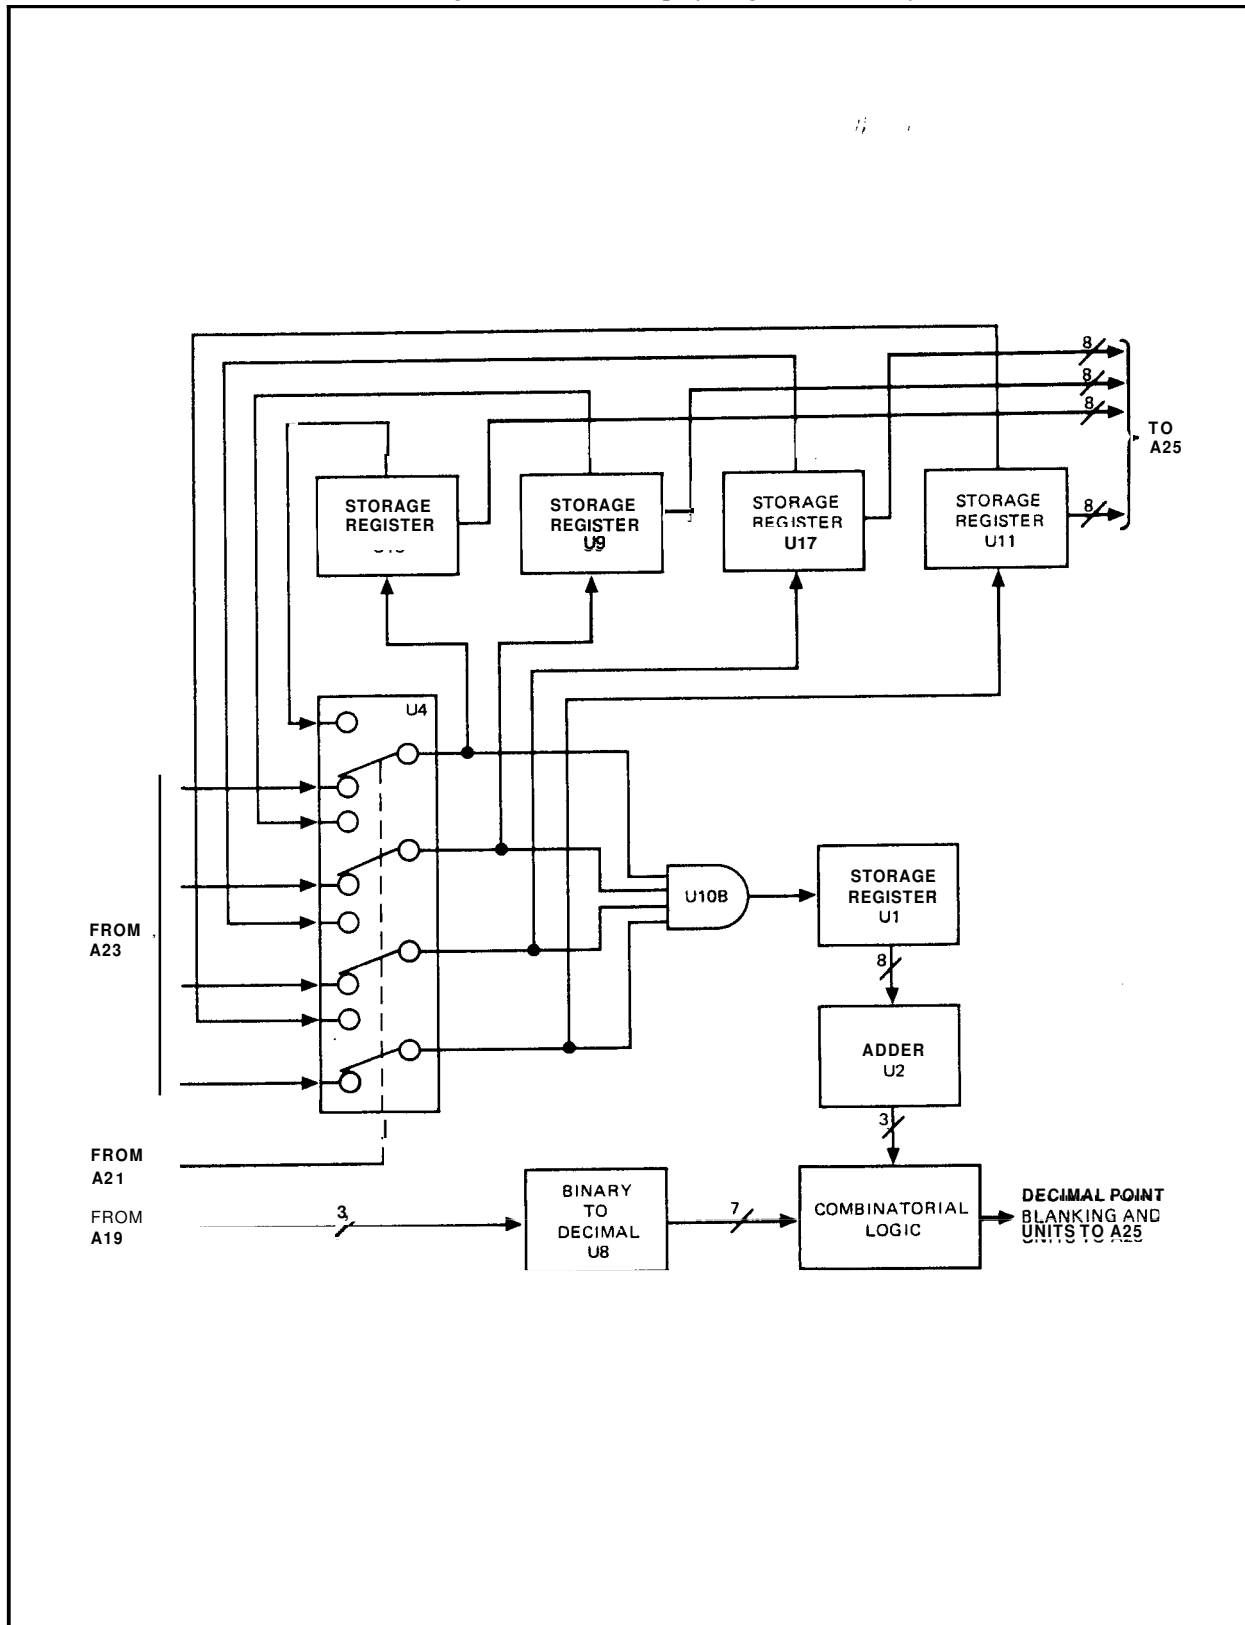 8
8
8
TO
A25
STORAGE
REGISTER
STORAGE
REGISTER
U9
STORAGE
REGISTER
U17
STORAGE
REGISTER
U11
8
U4
FROM
A23
U10B
STORAGE
REGISTER
U1
8
ADDER
U2
3
FROM
A21
FROM
A19
3
BINARY
TO
DECIMAL
U8
7
COMBINATORIAL
LOGIC
DECIMAL POINT
BLANKING AND
UNITS TO A25